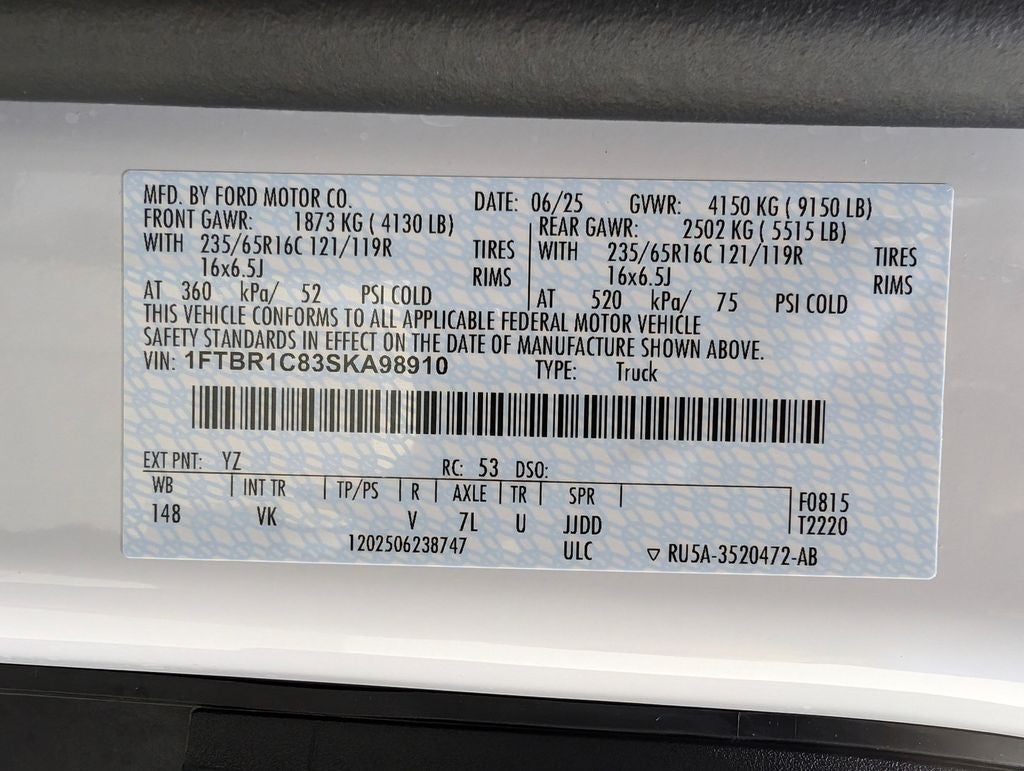 MFD. BY FORD MOTOR CO. DATE: 06/25 GVWR: 4150 KG ( 9150 LB)
FRONT GAWR: 1873 KG ( 4130 LB) REAR GAWR: 2502 KG ( 5515 LB)
WITH 235/65R16C 121/119R TIRES WITH 235/65R16C 121/119R TIRES
16x6.5J RIMS 16x6.5J RIMS
AT 360 kPa/ 52 PSI COLD AT 520 kPa/ 75 PSI COLD
THIS VEHICLE CONFORMS TO ALL APPLICABLE FEDERAL MOTOR VEHICLE
SAFETY STANDARDS IN EFFECT ON THE DATE OF MANUFACTURE SHOWN ABOVE.
VIN: 1FTBR1C83SKA98910 TYPE: Truck
EXT PNT: YZ RC: 53 DSO:
WB INT TR TP/PS R AXLE TR SPR F0815
148 VK V 7L U JJDD T2220
1202506238747 ULC ▽ RU5A-3520472-AB